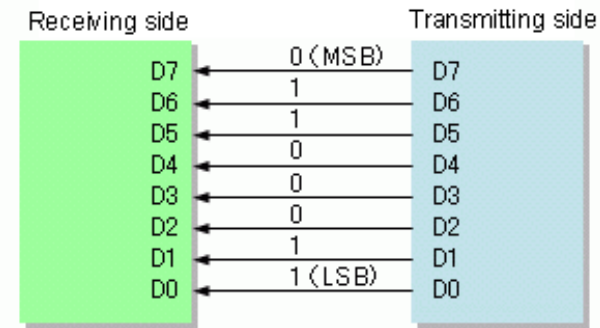 Receiving side Transmitting side
D7 0 (MSB) D7
D6 1 D6
D5 1 D5
D4 0 D4
D3 0 D3
D2 0 D2
D1 1 D1
D0 1 (LSB) D0